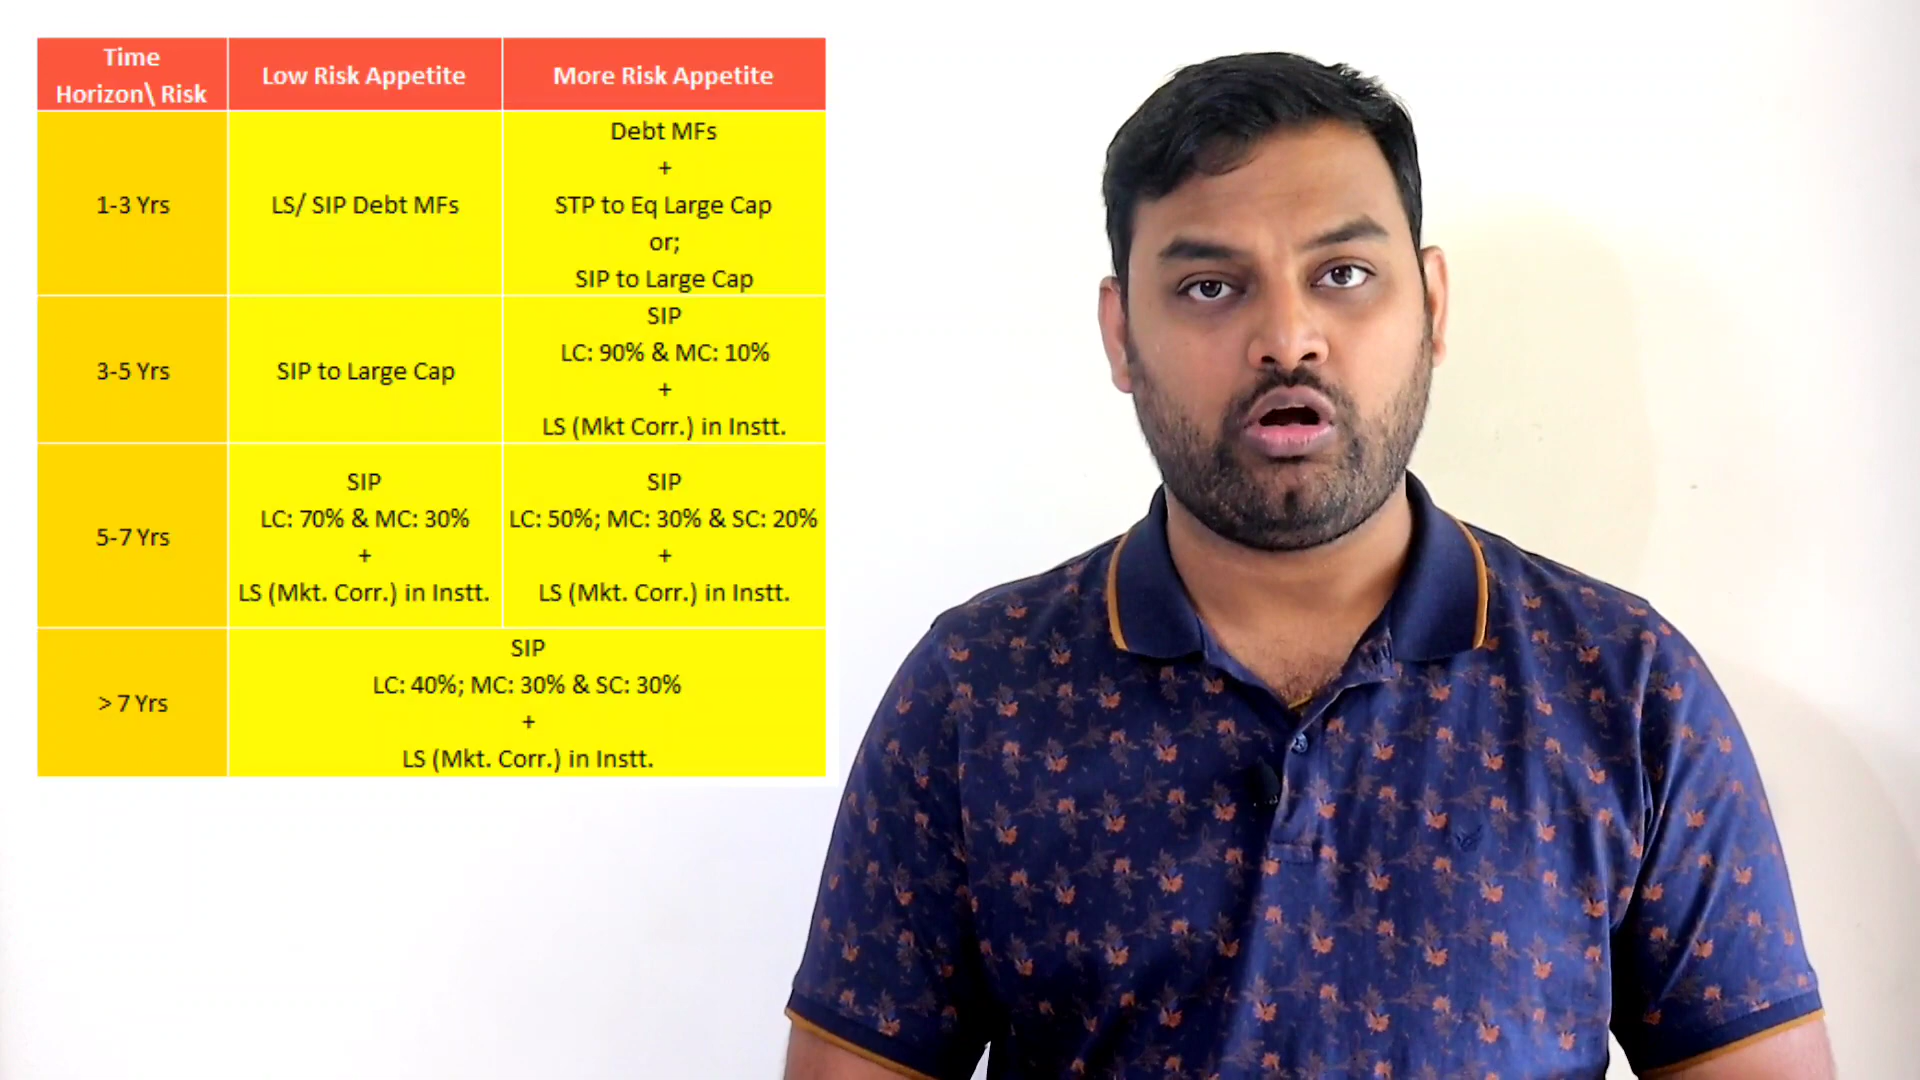 Time
Horizon\ Risk
Low Risk Appetite
More Risk Appetite
1-3 Yrs
LS/ SIP Debt MFs
Debt MFs
+
STP to Eq Large Cap
or;
SIP to Large Cap
3-5 Yrs
SIP to Large Cap
SIP
LC: 90% & MC: 10%
+
LS (Mkt Corr.) in Instt.
5-7 Yrs
SIP
LC: 70% & MC: 30%
+
LS (Mkt. Corr.) in Instt.
SIP
LC: 50%; MC: 30% & SC: 20%
+
LS (Mkt. Corr.) in Instt.
> 7 Yrs
SIP
LC: 40%; MC: 30% & SC: 30%
+
LS (Mkt. Corr.) in Instt.